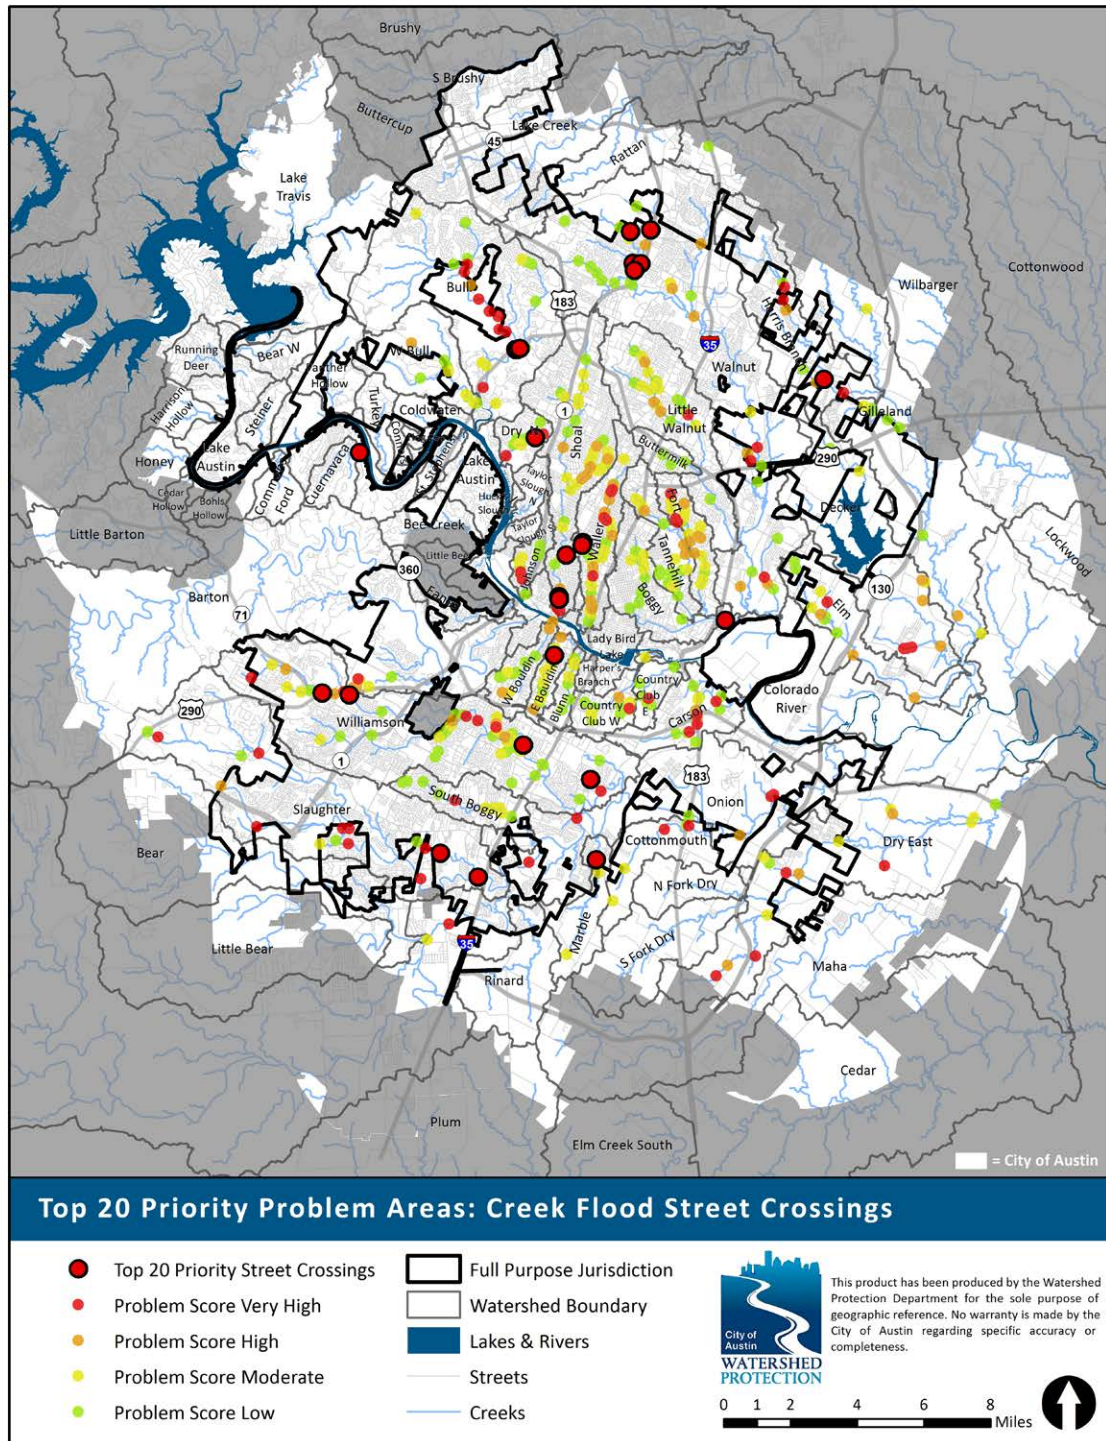 Brushy
S Brushy
Buttercup
Lake Creek
45
Rattan
Lake
Travis
Cottonwood
Wilbarger
Bull
183
Harris Branch
Running
Deer
Bear W
W Bull
Panther
Hollow
35
Walnut
Harrison
Hollow
Steiner
Turkey
Coldwater
1
Little
Walnut
Gilleland
Dry N
Shoal
Buttermilk
290
Honey
Lake
Austin
Commons
Ford
Cuernavaca
St. Stephens
Lake
Austin
Taylor
Slough
N
Fort
Decker
Cedar
Hollow
Bohls
Hollow
Little Barton
Bee Creek
Taylor
Slough S
Waller
Tannehill
Lockwood
Little Bee
360
Johnson
Boggy
Barton
71
130
Elm
Lady Bird
Lake
W Bouldin
E Bouldin
Blunn
Harper's
Branch
Country
Club
E
Country
Club W
Colorado
River
290
Williamson
Carson
1
183
South Boggy
Onion
Slaughter
Bear
Cottonmouth
Dry East
N Fork Dry
Little Bear
35
Marble
S Fork Dry
Rinard
Maha
Cedar
Plum
Elm Creek South
= City of Austin
Top 20 Priority Problem Areas: Creek Flood Street Crossings
Top 20 Priority Street Crossings
Problem Score Very High
Problem Score High
Problem Score Moderate
Problem Score Low
Full Purpose Jurisdiction
Watershed Boundary
Lakes & Rivers
Streets
Creeks
City of
Austin
WATERSHED
PROTECTION
This product has been produced by the Watershed
Protection Department for the sole purpose of
geographic reference. No warranty is made by the
City of Austin regarding specific accuracy or
completeness.
0 1 2 4 6 8
Miles